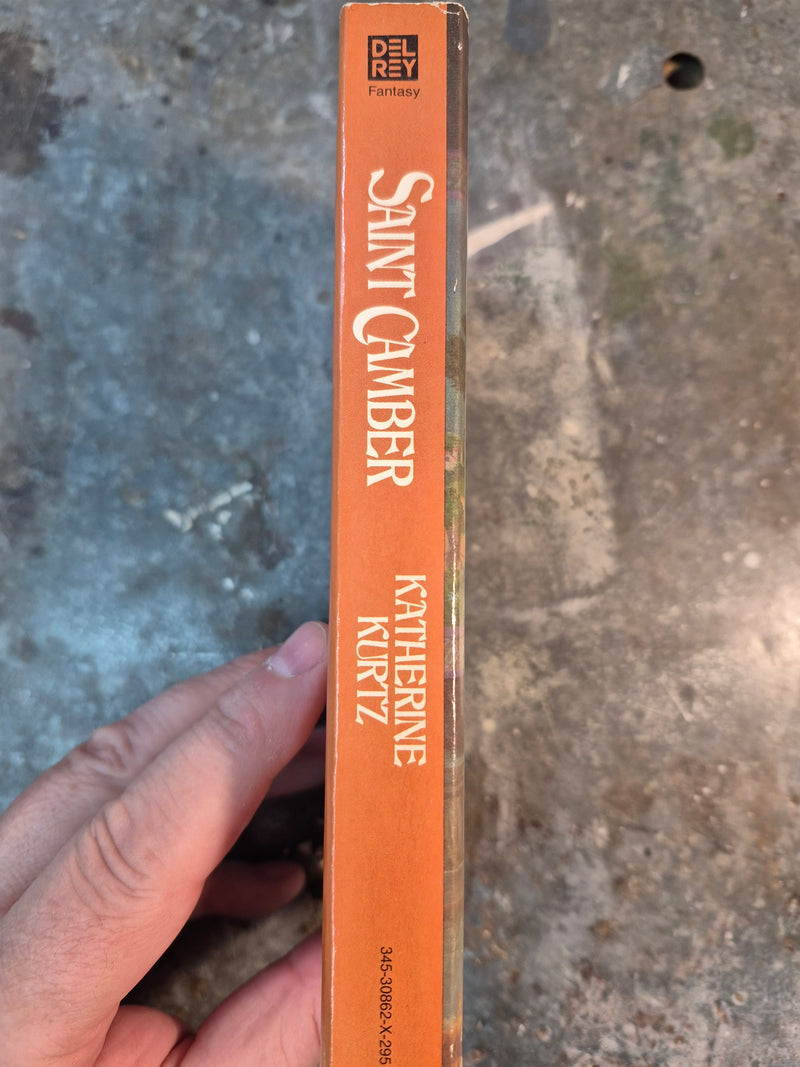 DEL
REY
Fantasy
SAINT CAMBER
KATHERINE
KURTZ
345-30862-X-295